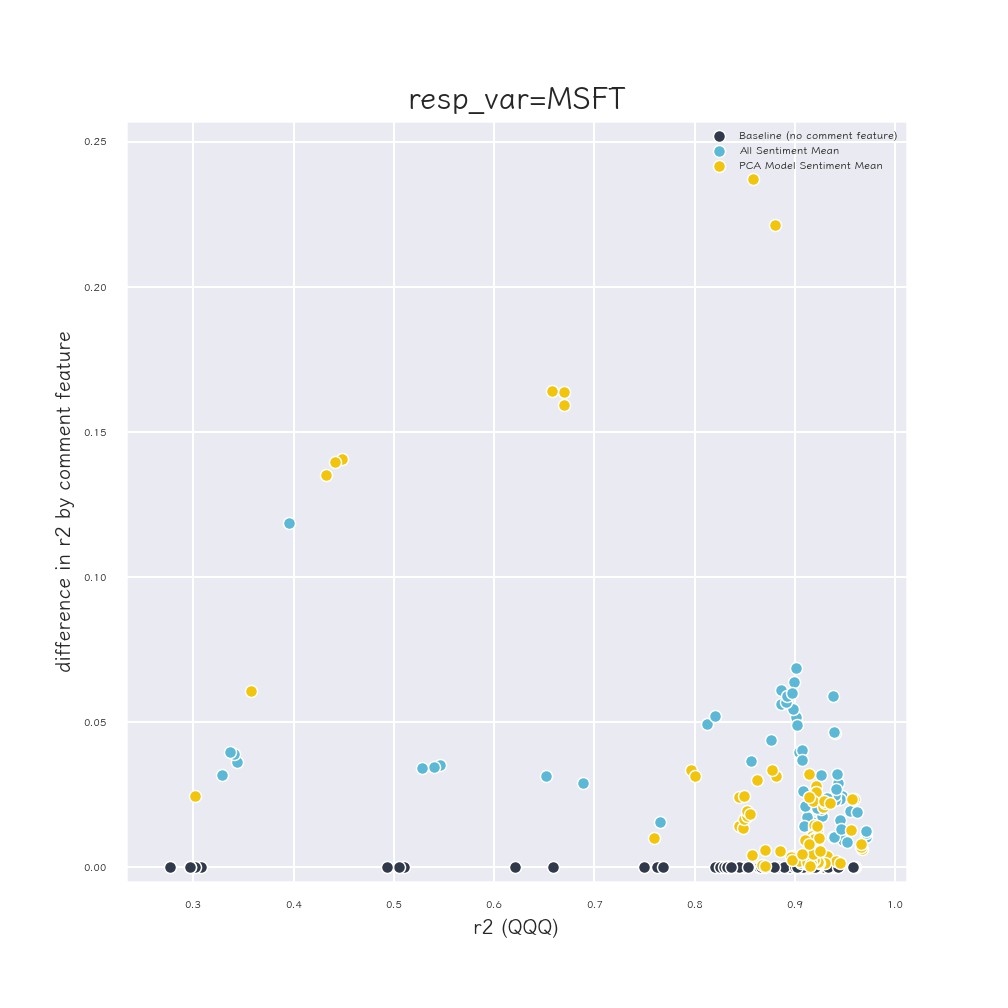 resp_var=MSFT
Baseline (no comment feature)
All Sentiment Mean
PCA Model Sentiment Mean
difference in r2 by comment feature
0.25
0.20
0.15
0.10
0.05
0.00
0.3 0.4 0.5 0.6 0.7 0.8 0.9 1.0
r2 (QQQ)